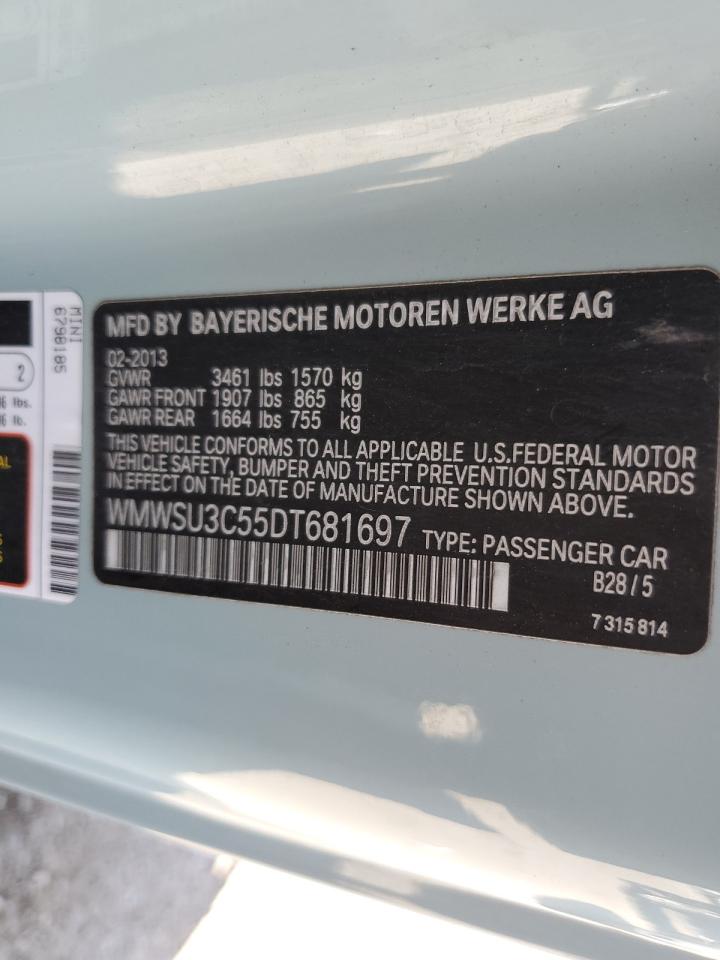 MFD BY BAYERISCHE MOTOREN WERKE AG
02-2013
GVWR 3461 lbs 1570 kg
GAWR FRONT 1907 lbs 865 kg
GAWR REAR 1664 lbs 755 kg
THIS VEHICLE CONFORMS TO ALL APPLICABLE U.S.FEDERAL MOTOR
VEHICLE SAFETY, BUMPER AND THEFT PREVENTION STANDARDS
IN EFFECT ON THE DATE OF MANUFACTURE SHOWN ABOVE.
WMWSU3C55DT681697 TYPE: PASSENGER CAR
B28/5
7 315 814
MINI
6798185
2
lbs.
lb.